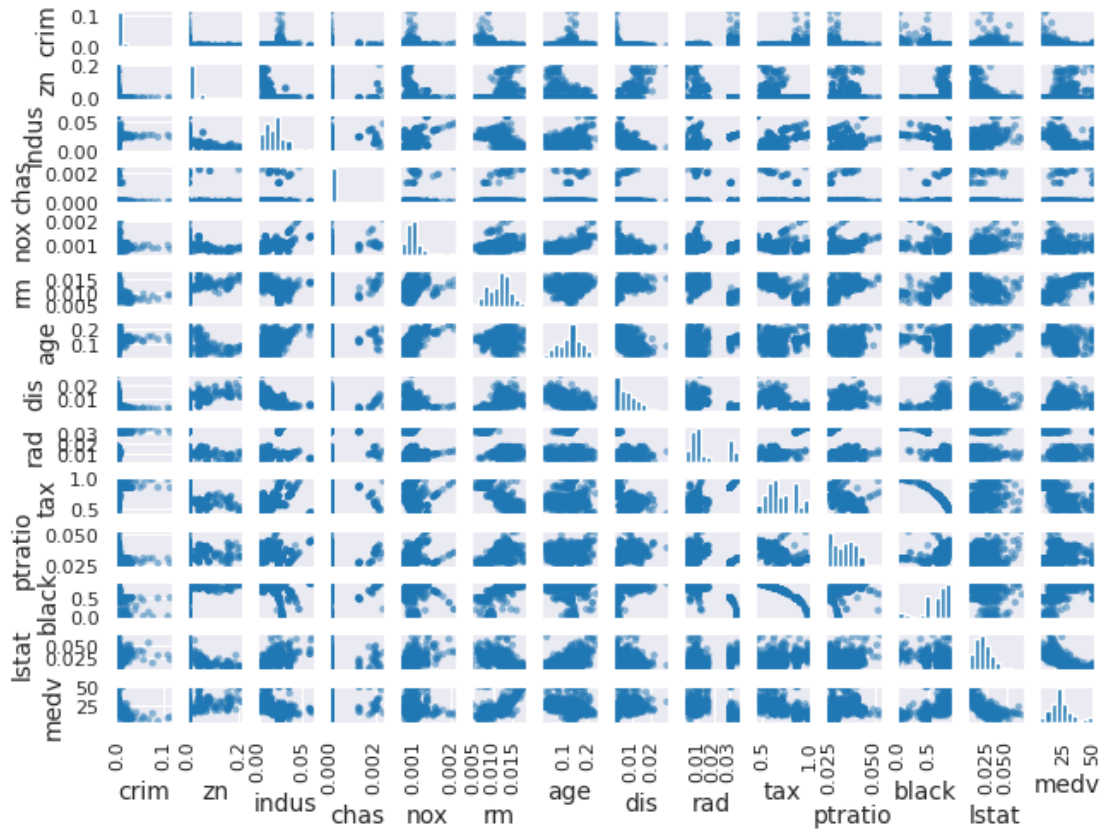 crim
0.1
0.0
zn
0.2
0.0
indus
0.05
0.00
chas
0.002
0.000
nox
0.002
0.001
rm
0.015
0.005
age
0.2
0.1
dis
0.02
0.01
rad
0.03
0.02
0.01
tax
1.0
0.5
ptratio
0.050
0.025
black
0.5
0.0
lstat
0.050
0.025
medv
50
25
0.0 0.1 0.0 0.2 0.00 0.05 0.000 0.002 0.001 0.002 0.005 0.010 0.015 0.1 0.2 0.01 0.02 0.01 0.02 0.03 0.5 1.0 0.025 0.050 0.0 0.5 0.025 0.050 25 50
crim zn indus chas nox rm age dis rad tax ptratio black lstat medv